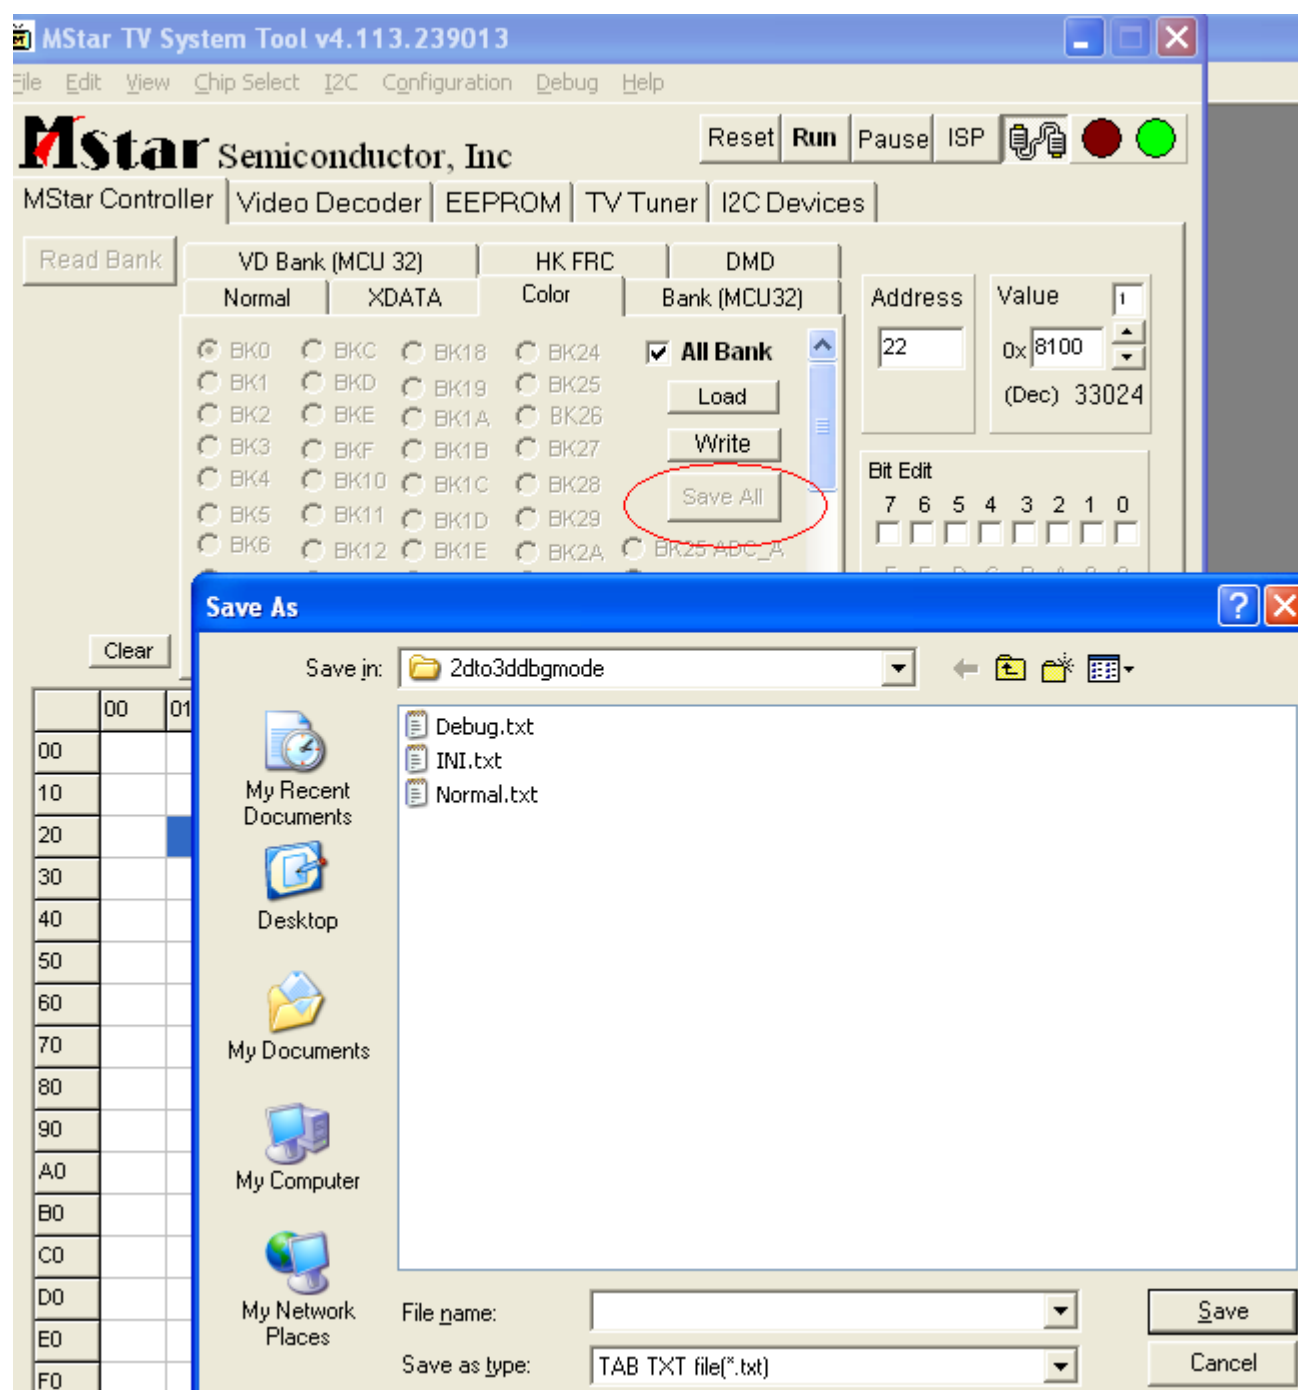 MStar TV System Tool v4.113.239013
File Edit View Chip Select I2C Configuration Debug Help
MStar Semiconductor, Inc
Reset Run Pause ISP
MStar Controller Video Decoder EEPROM TV Tuner I2C Devices
Read Bank
VD Bank (MCU 32) HK FRC DMD
Normal XDATA Color Bank (MCU32)
Address
Value 1
22
0x 8100
(Dec) 33024
BK0 BKC BK18 BK24 All Bank
BK1 BKD BK19 BK25 Load
BK2 BKE BK1A BK26
BK3 BKF BK1B BK27 Write
BK4 BK10 BK1C BK28 Save All
BK5 BK11 BK1D BK29
BK6 BK12 BK1E BK2A BK25 ADC_A
Bit Edit
7 6 5 4 3 2 1 0
F E D C B A 9 8
Clear
00 01
00
10
20
30
40
50
60
70
80
90
A0
B0
C0
D0
E0
F0
Save As
?
Save in: 2dto3ddbgmode
Debug.txt
INI.txt
Normal.txt
My Recent
Documents
Desktop
My Documents
My Computer
My Network
Places
File name:
Save
Save as type: TAB TXT file(*.txt)
Cancel